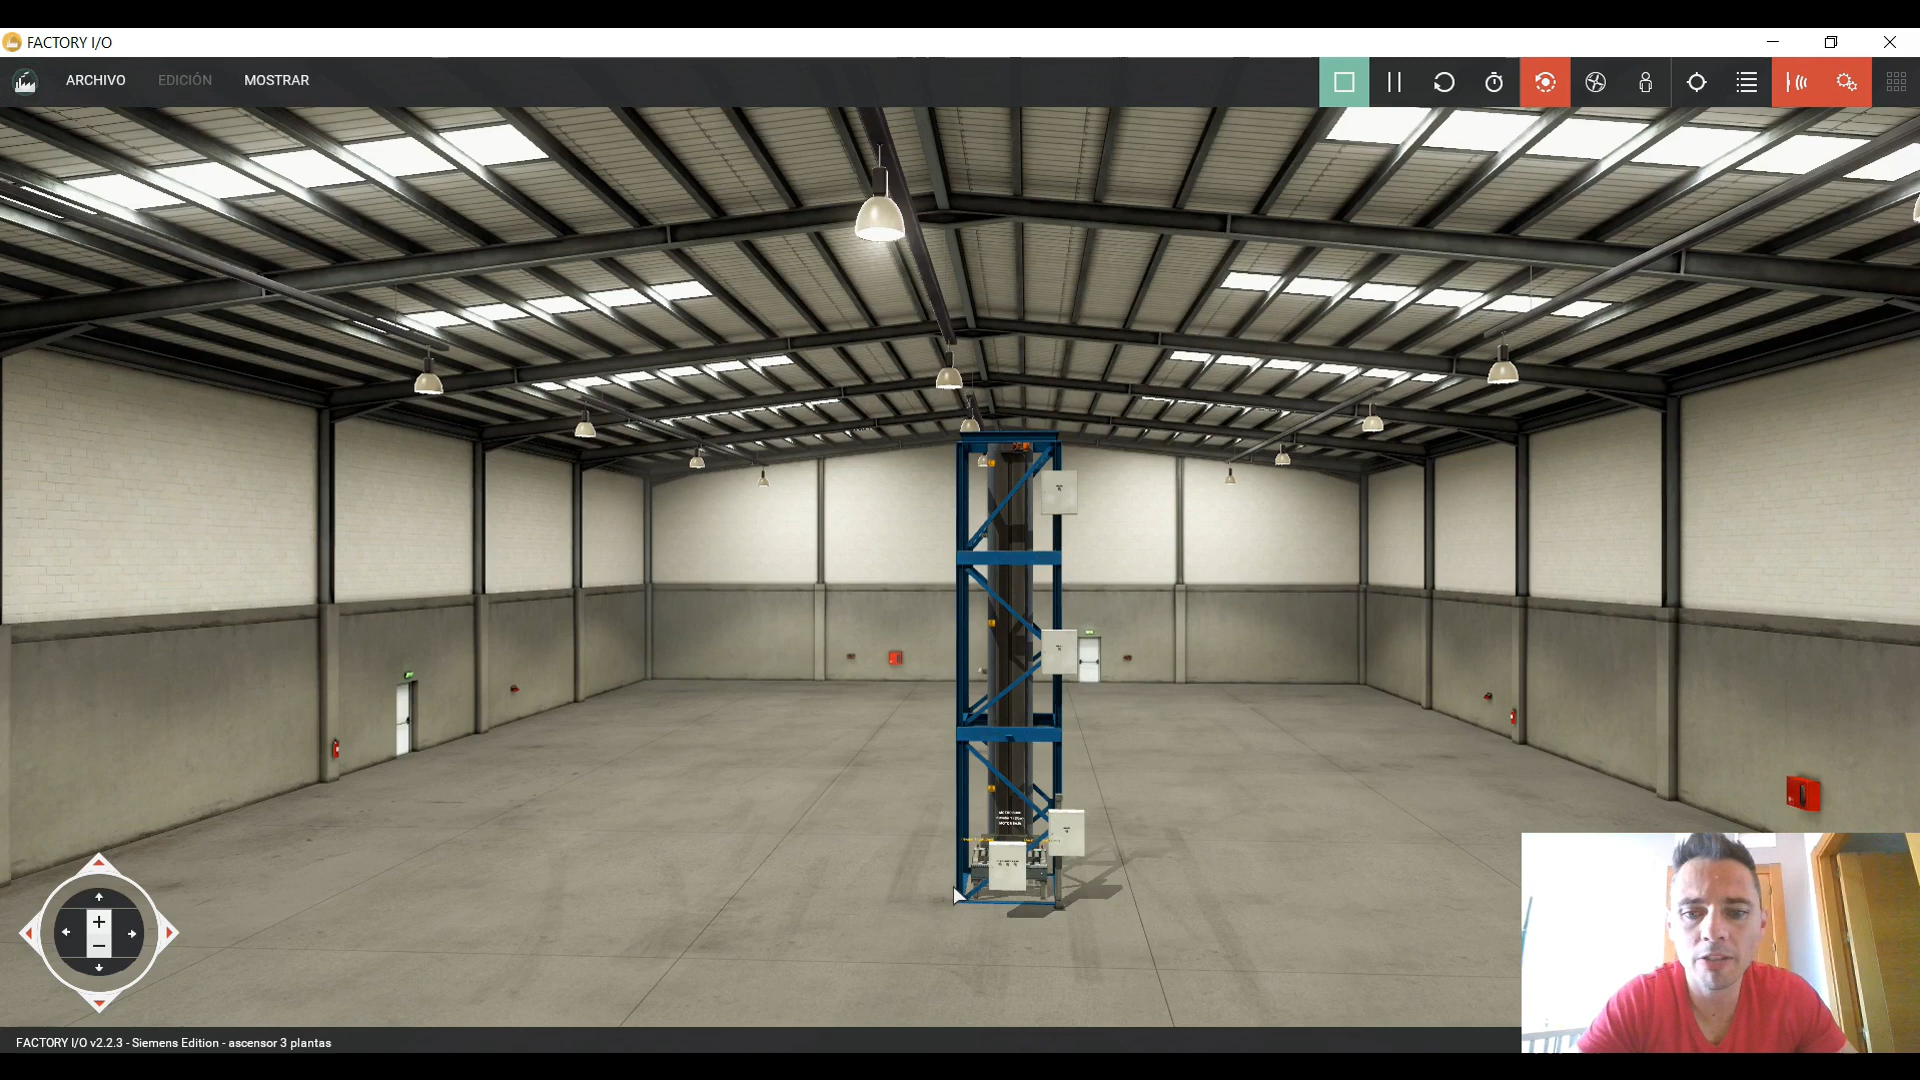 FACTORY I/O
ARCHIVO EDICIÓN MOSTRAR
FACTORY I/O v2.2.3 - Siemens Edition - ascensor 3 plantas